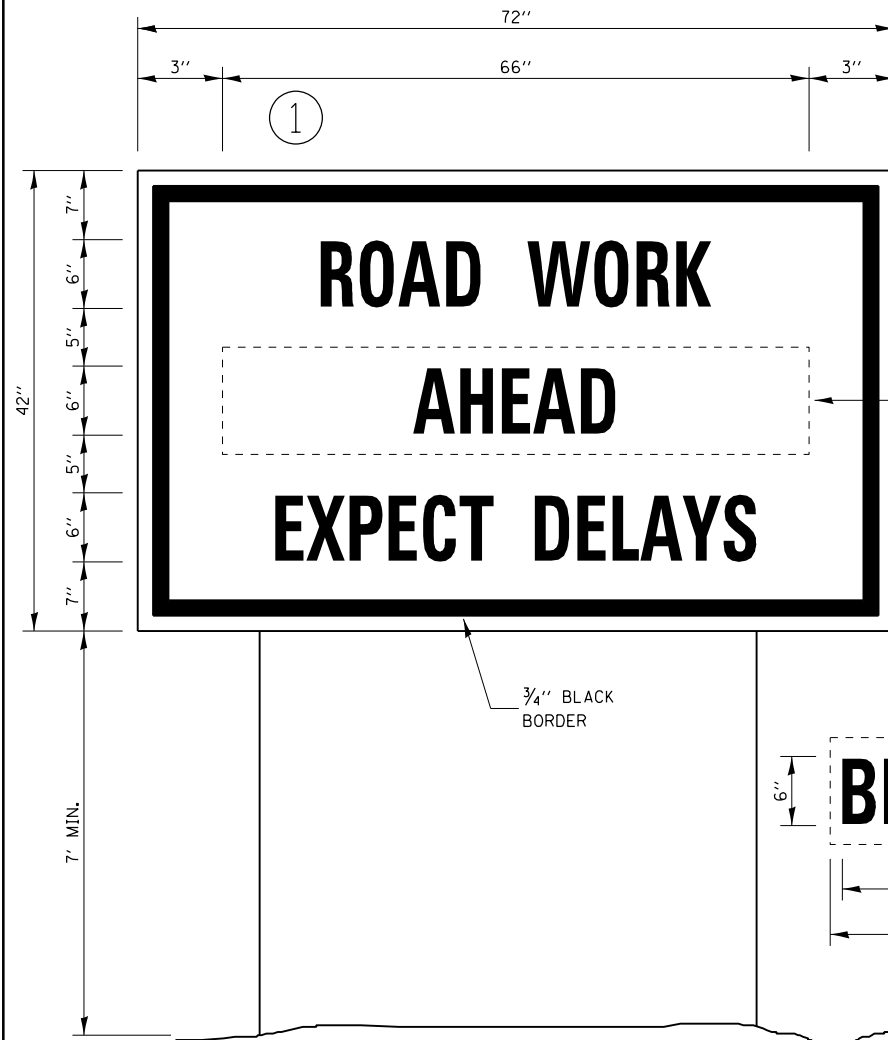 72''
3'' 66'' 3''
1
7''
6''
5''
6''
5''
6''
7''
42''
ROAD WORK
AHEAD
EXPECT DELAYS
3/4'' BLACK
BORDER
7' MIN.
6''
B